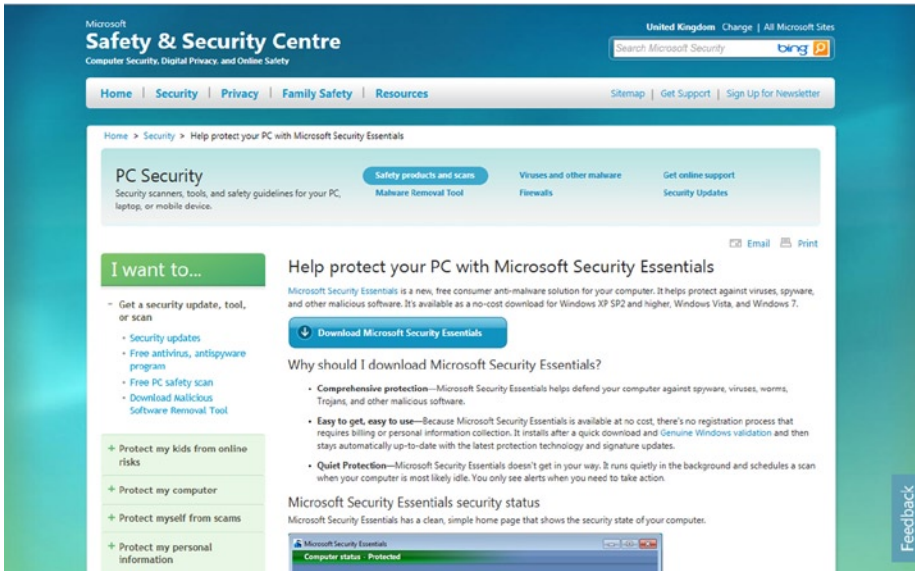 Microsoft
Safety & Security Centre
Computer Security, Digital Privacy, and Online Safety
United Kingdom Change | All Microsoft Sites
Search Microsoft Security
bing
Home | Security | Privacy | Family Safety | Resources
Sitemap | Get Support | Sign Up for Newsletter
Home > Security > Help protect your PC with Microsoft Security Essentials
PC Security
Security scanners, tools, and safety guidelines for your PC,
laptop, or mobile device.
Safety products and scans
Viruses and other malware
Get online support
Malware Removal Tool
Firewalls
Security Updates
Email
Print
I want to...
- Get a security update, tool,
or scan
• Security updates
• Free antivirus, antispyware
program
• Free PC safety scan
• Download Malicious
Software Removal Tool
+ Protect my kids from online
risks
+ Protect my computer
+ Protect myself from scams
+ Protect my personal
information
Help protect your PC with Microsoft Security Essentials
Microsoft Security Essentials is a new, free consumer anti-malware solution for your computer. It helps protect against viruses, spyware,
and other malicious software. It's available as a no-cost download for Windows XP SP2 and higher, Windows Vista, and Windows 7.
Download Microsoft Security Essentials
Why should I download Microsoft Security Essentials?
• Comprehensive protection—Microsoft Security Essentials helps defend your computer against spyware, viruses, worms,
Trojans, and other malicious software.
• Easy to get, easy to use—Because Microsoft Security Essentials is available at no cost, there's no registration process that
requires billing or personal information collection. It installs after a quick download and Genuine Windows validation and then
stays automatically up-to-date with the latest protection technology and signature updates.
• Quiet Protection—Microsoft Security Essentials doesn't get in your way. It runs quietly in the background and schedules a scan
when your computer is most likely idle. You only see alerts when you need to take action.
Microsoft Security Essentials security status
Microsoft Security Essentials has a clean, simple home page that shows the security state of your computer.
Microsoft Security Essentials
Computer status - Protected
Feedback